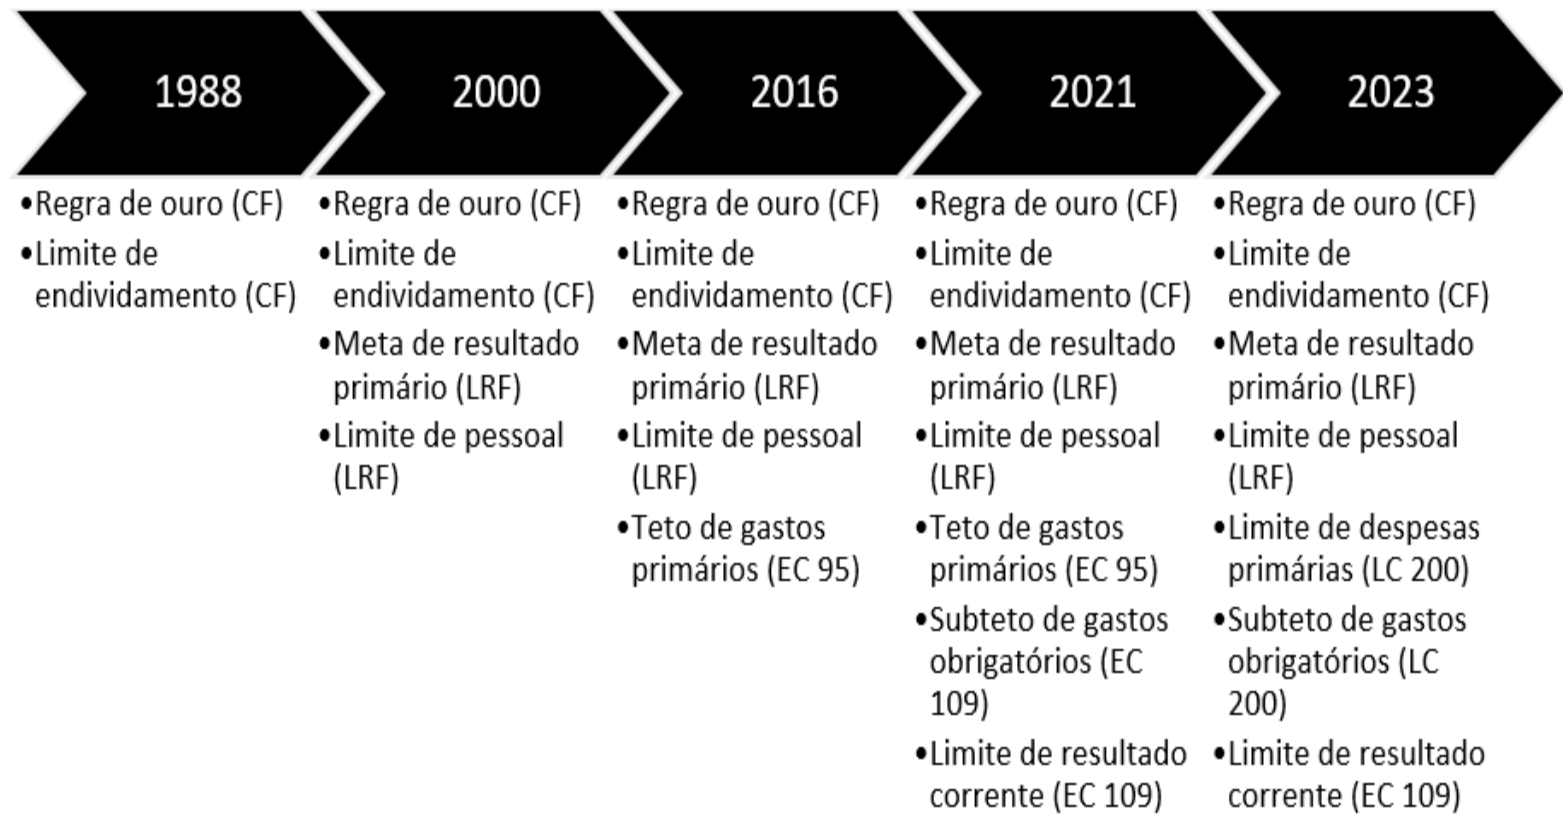 1988
•Regra de ouro (CF)
•Limite de
endividamento (CF)
2000
•Regra de ouro (CF)
•Limite de
endividamento (CF)
•Meta de resultado
primário (LRF)
•Limite de pessoal
(LRF)
2016
•Regra de ouro (CF)
•Limite de
endividamento (CF)
•Meta de resultado
primário (LRF)
•Limite de pessoal
(LRF)
•Teto de gastos
primários (EC 95)
2021
•Regra de ouro (CF)
•Limite de
endividamento (CF)
•Meta de resultado
primário (LRF)
•Limite de pessoal
(LRF)
•Teto de gastos
primários (EC 95)
•Subteto de gastos
obrigatórios (EC
109)
•Limite de resultado
corrente (EC 109)
2023
•Regra de ouro (CF)
•Limite de
endividamento (CF)
•Meta de resultado
primário (LRF)
•Limite de pessoal
(LRF)
•Limite de despesas
primárias (LC 200)
•Subteto de gastos
obrigatórios (LC
200)
•Limite de resultado
corrente (EC 109)